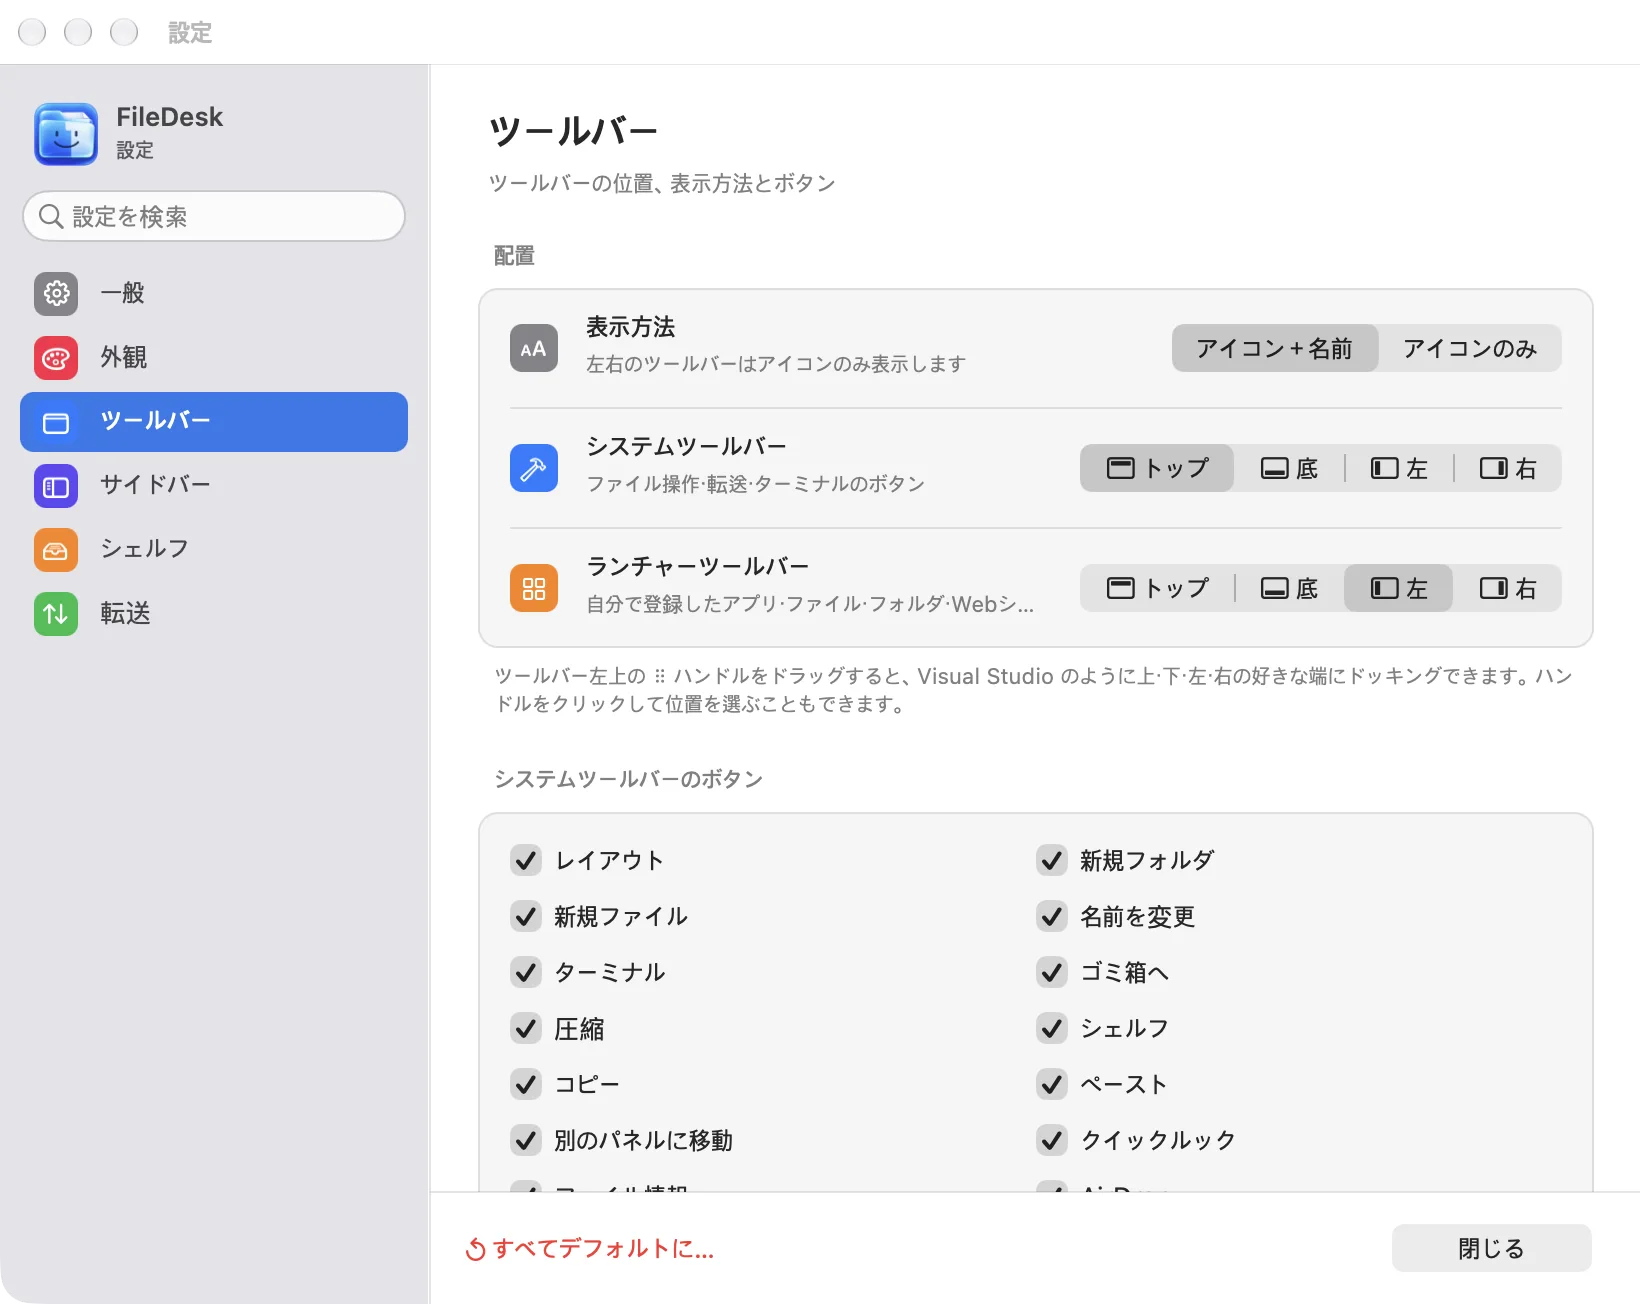 設定
FileDesk
設定
設定を検索
一般
外観
ツールバー
サイドバー
シェルフ
転送
ツールバー
ツールバーの位置、表示方法とボタン
配置
AA
表示方法
左右のツールバーはアイコンのみ表示します
アイコン+名前
アイコンのみ
システムツールバー
ファイル操作·転送·ターミナルのボタン
トップ
底
左
右
ランチャーツールバー
自分で登録したアプリ·ファイル·フォルダ·Webシ...
トップ
底
左
右
ツールバー左上の ⠿ ハンドルをドラッグすると、Visual Studio のように上·下·左·右の好きな端にドッキングできます。ハン
ドルをクリックして位置を選ぶこともできます。
システムツールバーのボタン
レイアウト
新規フォルダ
新規ファイル
名前を変更
ターミナル
ゴミ箱へ
圧縮
シェルフ
コピー
ペースト
別のパネルに移動
クイックルック
すべてデフォルトに...
閉じる